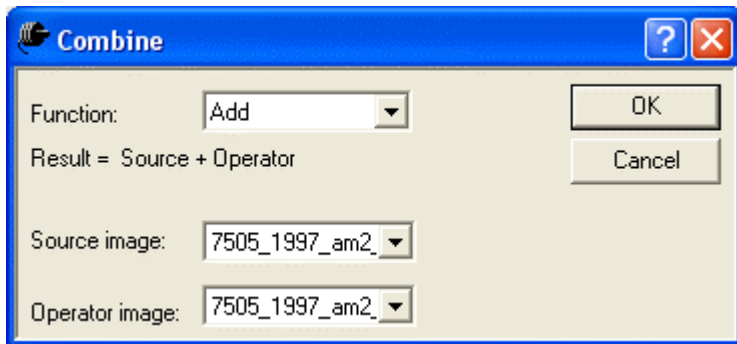 Combine
Function: Add OK
Result = Source + Operator Cancel
Source image: 7505_1997_am2_
Operator image: 7505_1997_am2_